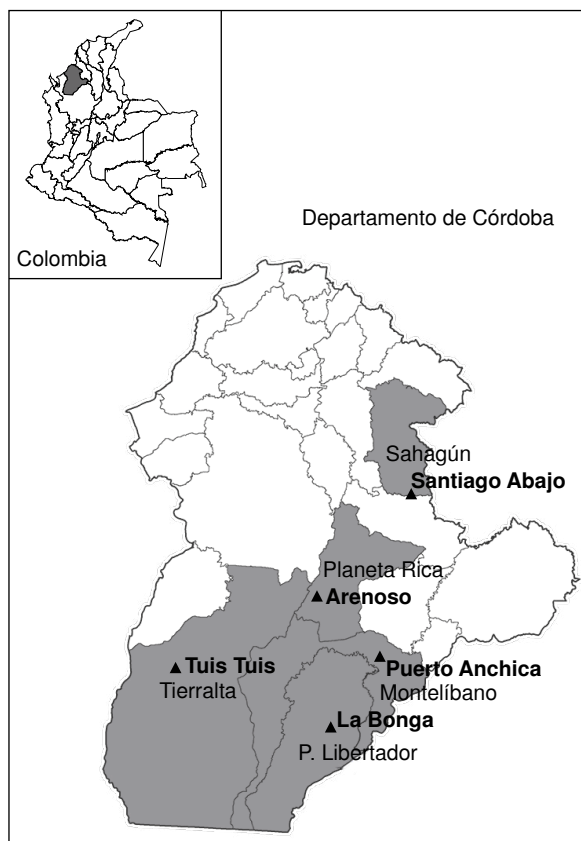 Colombia
Departamento de Córdoba
Sahagún
Santiago Abajo
Planeta Rica
Arenoso
Tuis Tuis
Tierralta
Puerto Anchica
Montelíbano
La Bonga
P. Libertador